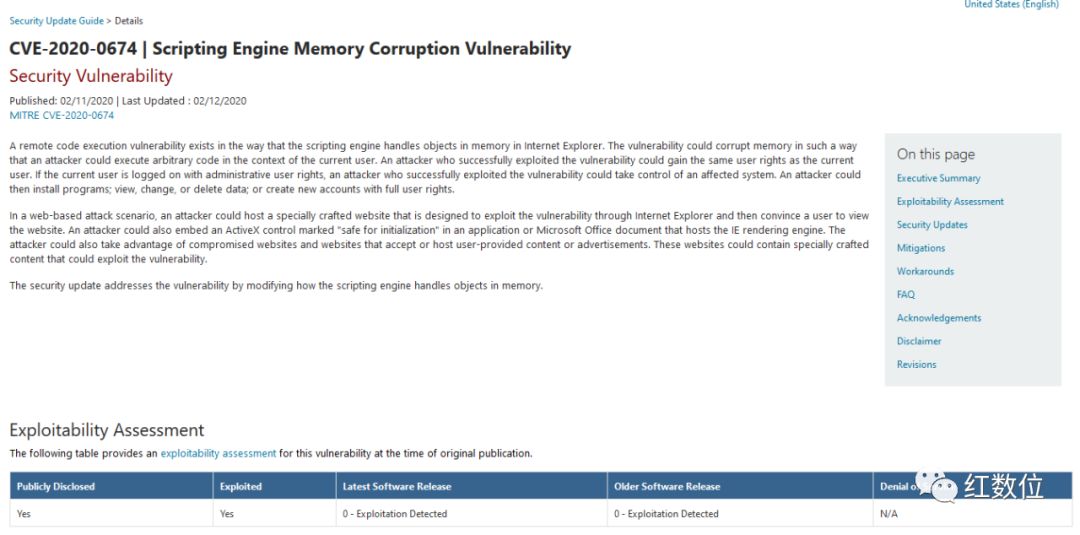 United States (English)
Security Update Guide > Details
CVE-2020-0674 | Scripting Engine Memory Corruption Vulnerability
Security Vulnerability
Published: 02/11/2020 | Last Updated : 02/12/2020
MITRE CVE-2020-0674
A remote code execution vulnerability exists in the way that the scripting engine handles objects in memory in Internet Explorer. The vulnerability could corrupt memory in such a way
that an attacker could execute arbitrary code in the context of the current user. An attacker who successfully exploited the vulnerability could gain the same user rights as the current
user. If the current user is logged on with administrative user rights, an attacker who successfully exploited the vulnerability could take control of an affected system. An attacker could
then install programs; view, change, or delete data; or create new accounts with full user rights.
In a web-based attack scenario, an attacker could host a specially crafted website that is designed to exploit the vulnerability through Internet Explorer and then convince a user to view
the website. An attacker could also embed an ActiveX control marked "safe for initialization" in an application or Microsoft Office document that hosts the IE rendering engine. The
attacker could also take advantage of compromised websites and websites that accept or host user-provided content or advertisements. These websites could contain specially crafted
content that could exploit the vulnerability.
The security update addresses the vulnerability by modifying how the scripting engine handles objects in memory.
On this page
Executive Summary
Exploitability Assessment
Security Updates
Mitigations
Workarounds
FAQ
Acknowledgements
Disclaimer
Revisions
Exploitability Assessment
The following table provides an exploitability assessment for this vulnerability at the time of original publication.
Publicly Disclosed Exploited Latest Software Release Older Software Release Denial
Yes Yes 0 - Exploitation Detected 0 - Exploitation Detected N/A
红数位